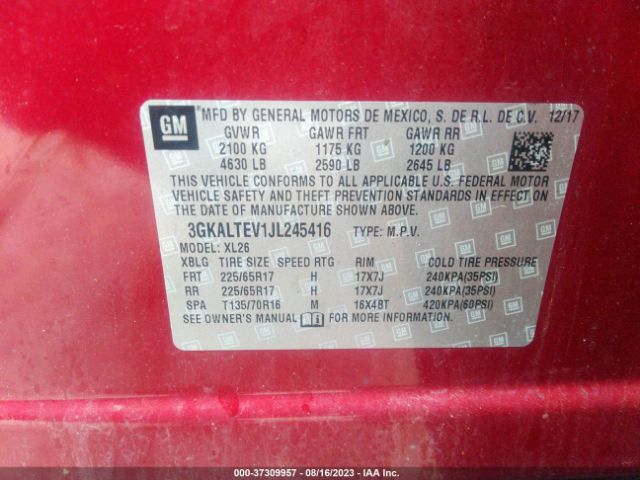 GM
MFD BY GENERAL MOTORS DE MEXICO, S. DE R.L. DE C.V. 12/17
GVWR GAWR FRT GAWR RR
2100 KG 1175 KG 1200 KG
4630 LB 2590 LB 2645 LB
THIS VEHICLE CONFORMS TO ALL APPLICABLE U.S. FEDERAL MOTOR
VEHICLE SAFETY AND THEFT PREVENTION STANDARDS IN EFFECT ON
THE DATE OF MANUFACTURE SHOWN ABOVE.
3GKALTEV1JL245416 TYPE: M.P.V.
MODEL: XL26
XBLG TIRE SIZE SPEED RTG RIM COLD TIRE PRESSURE
FRT 225/65R17 H 17X7J 240KPA(35PSI)
RR 225/65R17 H 17X7J 240KPA(35PSI)
SPA T135/70R16 M 16X4BT 420KPA(60PSI)
SEE OWNER'S MANUAL FOR MORE INFORMATION.
000-37309957 - 08/16/2023 - IAA Inc.